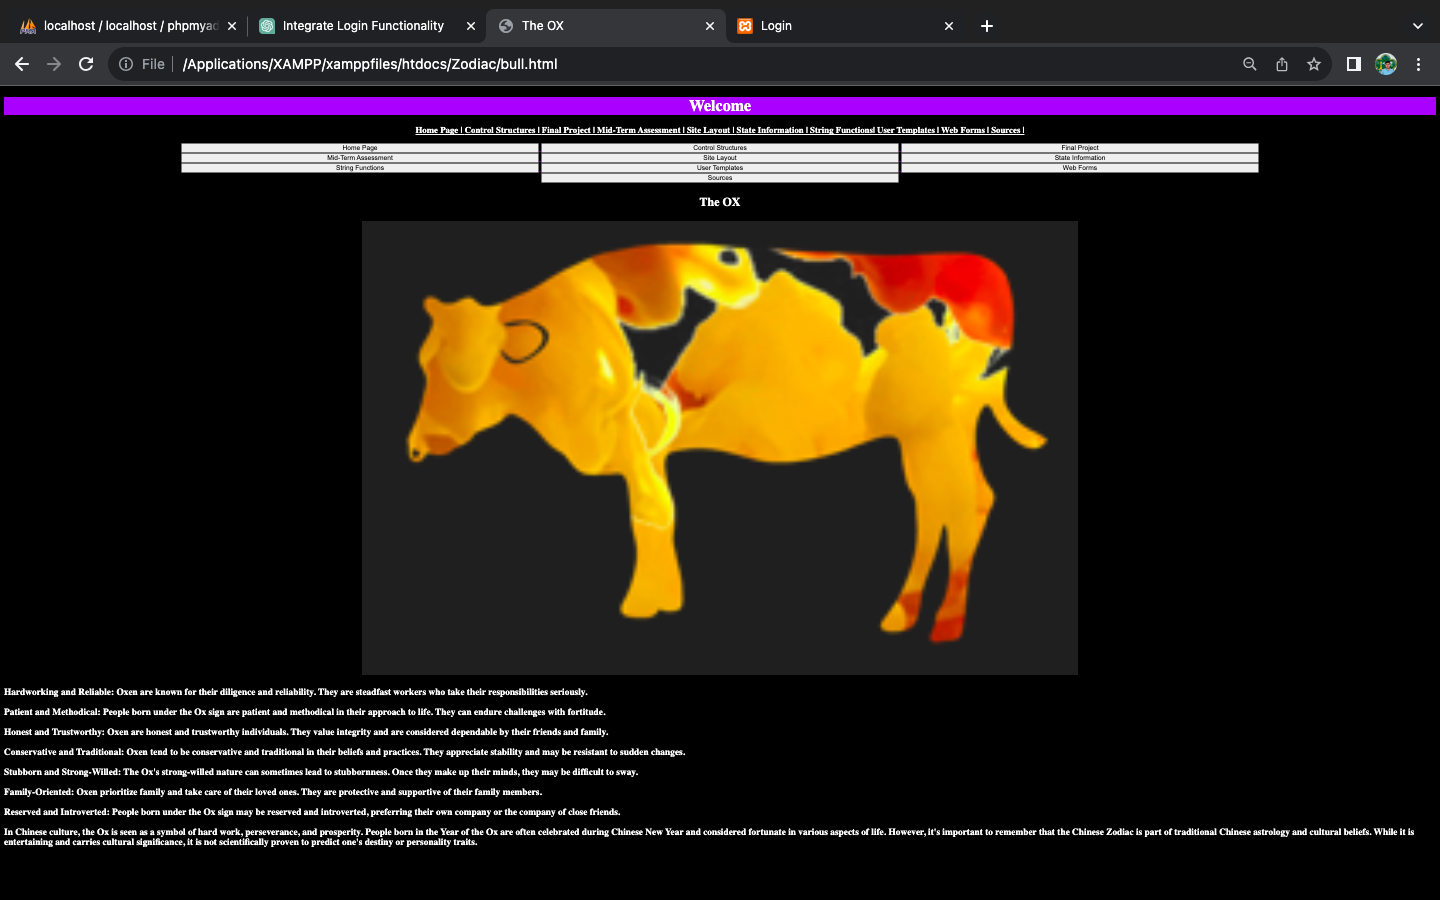 localhost / localhost / phpmyad
Integrate Login Functionality
The OX
Login
File
/Applications/XAMPP/xamppfiles/htdocs/Zodiac/bull.html
Welcome
Home Page | Control Structures | Final Project | Mid-Term Assessment | Site Layout | State Information | String Functions| User Templates | Web Forms | Sources |
Home Page Control Structures Final Project
Mid-Term Assessment Site Layout State Information
String Functions User Templates Web Forms
Sources
The OX
Hardworking and Reliable: Oxen are known for their diligence and reliability. They are steadfast workers who take their responsibilities seriously.
Patient and Methodical: People born under the Ox sign are patient and methodical in their approach to life. They can endure challenges with fortitude.
Honest and Trustworthy: Oxen are honest and trustworthy individuals. They value integrity and are considered dependable by their friends and family.
Conservative and Traditional: Oxen tend to be conservative and traditional in their beliefs and practices. They appreciate stability and may be resistant to sudden changes.
Stubborn and Strong-Willed: The Ox's strong-willed nature can sometimes lead to stubbornness. Once they make up their minds, they may be difficult to sway.
Family-Oriented: Oxen prioritize family and take care of their loved ones. They are protective and supportive of their family members.
Reserved and Introverted: People born under the Ox sign may be reserved and introverted, preferring their own company or the company of close friends.
In Chinese culture, the Ox is seen as a symbol of hard work, perseverance, and prosperity. People born in the Year of the Ox are often celebrated during Chinese New Year and considered fortunate in various aspects of life. However, it's important to remember that the Chinese Zodiac is part of traditional Chinese astrology and cultural beliefs. While it is
entertaining and carries cultural significance, it is not scientifically proven to predict one's destiny or personality traits.